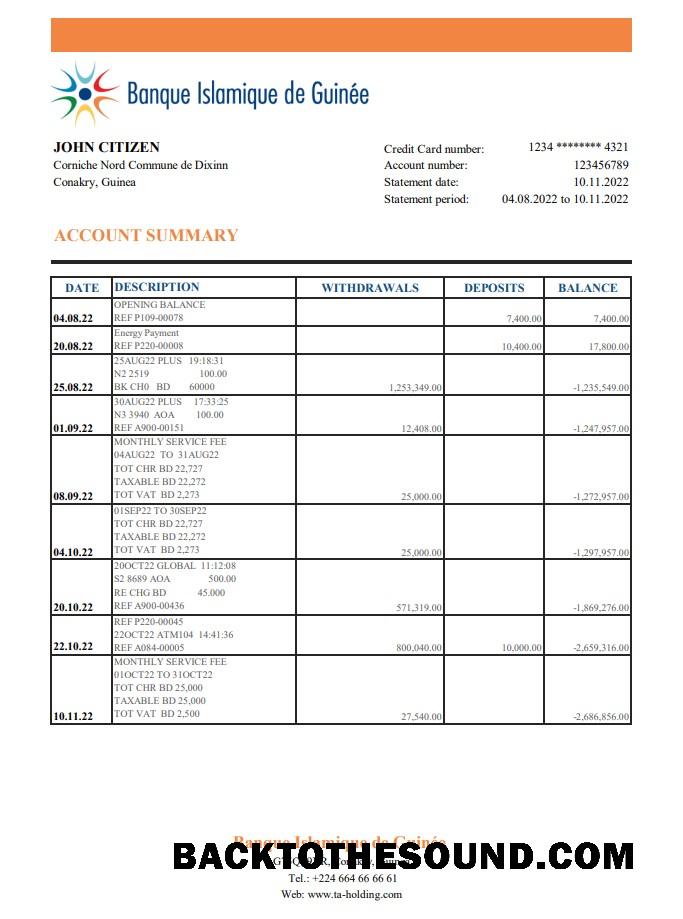 Banque Islamique de Guinée
JOHN CITIZEN
Corniche Nord Commune de Dixinn
Conakry, Guinea
Credit Card number: 1234 ******** 4321
Account number: 123456789
Statement date: 10.11.2022
Statement period: 04.08.2022 to 10.11.2022
ACCOUNT SUMMARY
DATE DESCRIPTION WITHDRAWALS DEPOSITS BALANCE
OPENING BALANCE
04.08.22 REF P109-00078 7,400.00 7,400.00
Energy Payment
20.08.22 REF P220-00008 10,400.00 17,800.00
25AUG22 PLUS 19:18:31
N2 2519 100.00
25.08.22 BK CH0 BD 60000 1,253,349.00 -1,235,549.00
30AUG22 PLUS 17:33:25
N3 3940 AOA 100.00
01.09.22 REF A900-00151 12,408.00 -1,247,957.00
MONTHLY SERVICE FEE
04AUG22 TO 31AUG22
TOT CHR BD 22,727
TAXABLE BD 22,272
08.09.22 TOT VAT BD 2,273 25,000.00 -1,272,957.00
01SEP22 TO 30SEP22
TOT CHR BD 22,727
TAXABLE BD 22,272
04.10.22 TOT VAT BD 2,273 25,000.00 -1,297,957.00
20OCT22 GLOBAL 11:12:08
S2 8689 AOA 500.00
RE CHG BD 45.000
20.10.22 REF A900-00436 571,319.00 -1,869,276.00
REF P220-00045
22OCT22 ATM104 14:41:36
22.10.22 REF A084-00005 800,040.00 10,000.00 -2,659,316.00
MONTHLY SERVICE FEE
01OCT22 TO 31OCT22
TOT CHR BD 25,000
TAXABLE BD 25,000
10.11.22 TOT VAT BD 2,500 27,540.00 -2,686,856.00
Banque Islamique de Guinée
BACKTOTHESOUND.COM
Tel.: +224 664 66 66 61
Web: www.ta-holding.com